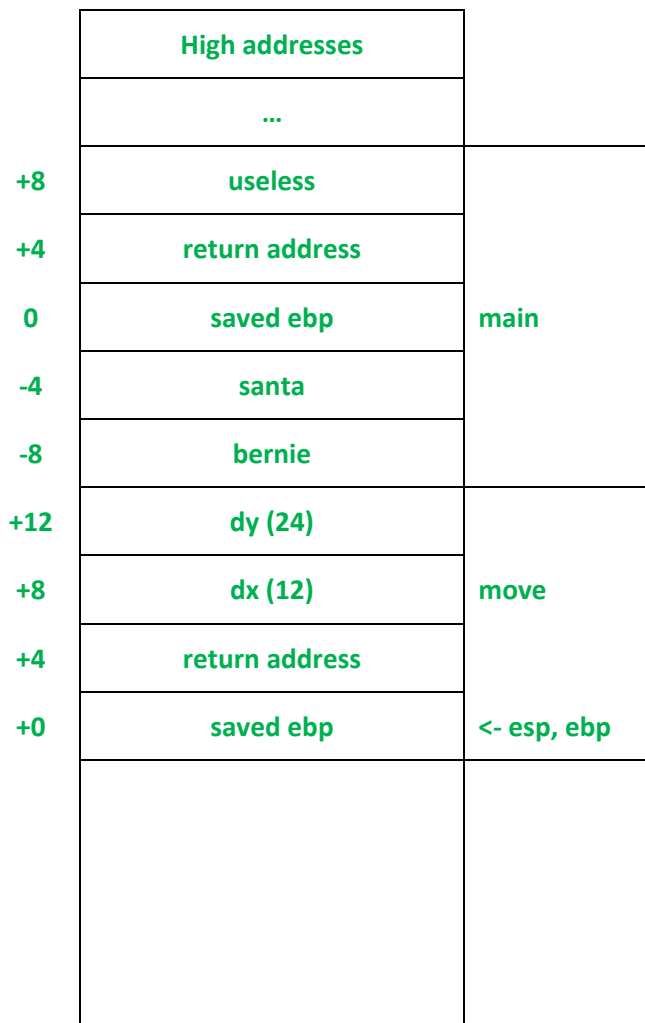 High addresses
...
+8 useless
+4 return address
0 saved ebp main
-4 santa
-8 bernie
+12 dy (24)
+8 dx (12) move
+4 return address
+0 saved ebp <- esp, ebp